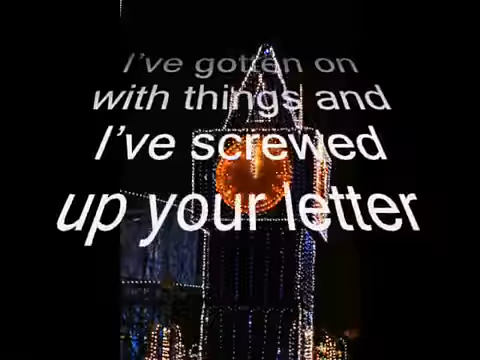 I've gotten on
with things and
I've screwed
up your letter